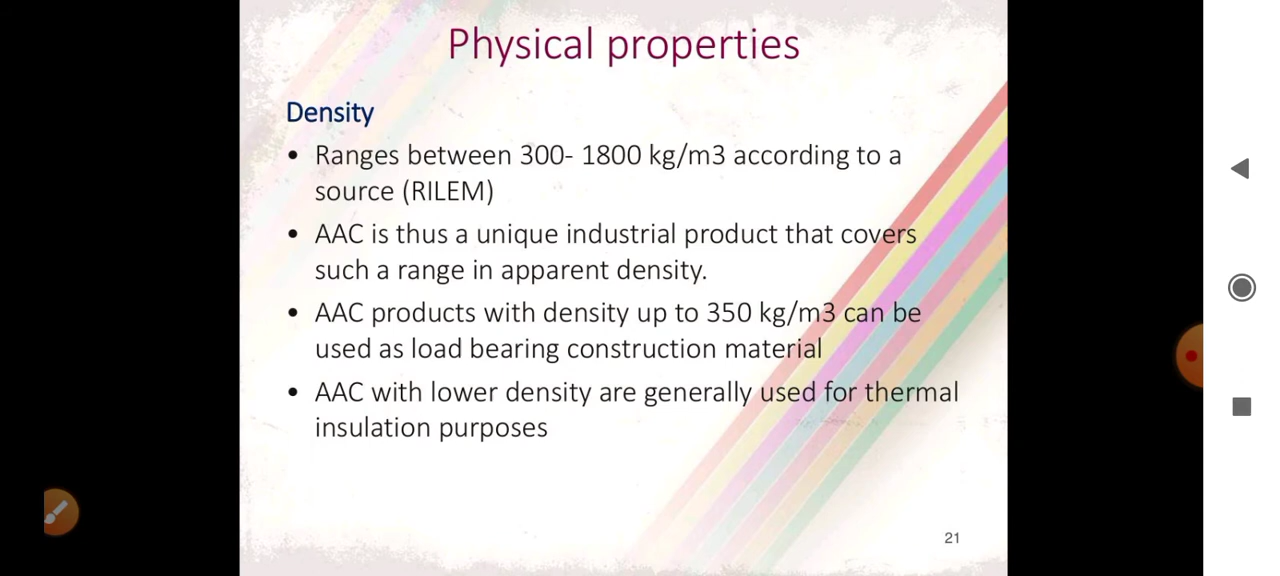 Physical properties
Density
• Ranges between 300- 1800 kg/m3 according to a
source (RILEM)
• AAC is thus a unique industrial product that covers
such a range in apparent density.
• AAC products with density up to 350 kg/m3 can be
used as load bearing construction material
• AAC with lower density are generally used for thermal
insulation purposes
21